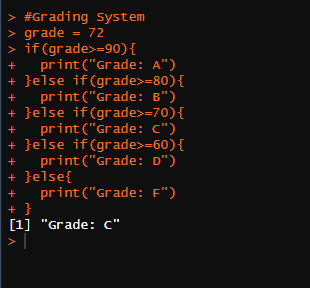 > #Grading System
> grade = 72
> if(grade>=90){
+   print("Grade: A")
+ }else if(grade>=80){
+   print("Grade: B")
+ }else if(grade>=70){
+   print("Grade: C")
+ }else if(grade>=60){
+   print("Grade: D")
+ }else{
+   print("Grade: F")
+ }
[1] "Grade: C"
>